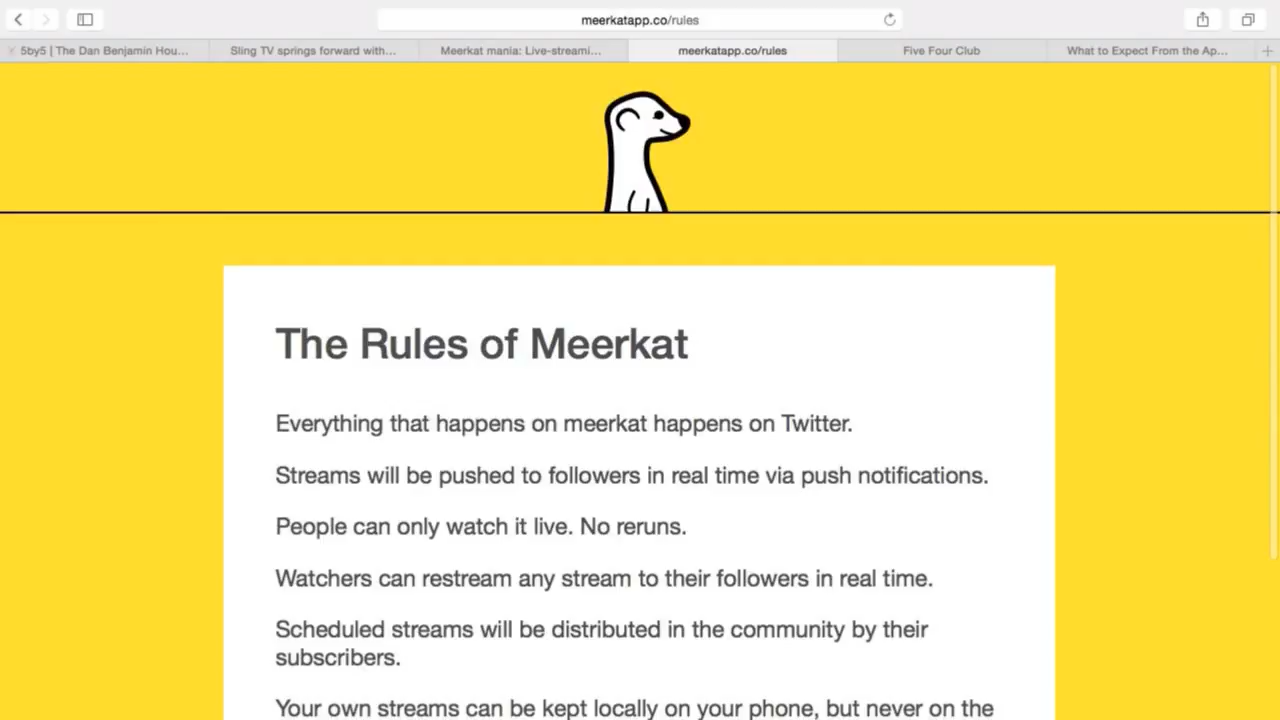 meerkatapp.co/rules
5by5 | The Dan Benjamin Hou...
Sling TV springs forward with...
Meerkat mania: Live-streami...
meerkatapp.co/rules
Five Four Club
What to Expect From the Ap...
The Rules of Meerkat
Everything that happens on meerkat happens on Twitter.
Streams will be pushed to followers in real time via push notifications.
People can only watch it live. No reruns.
Watchers can restream any stream to their followers in real time.
Scheduled streams will be distributed in the community by their
subscribers.
Your own streams can be kept locally on your phone, but never on the